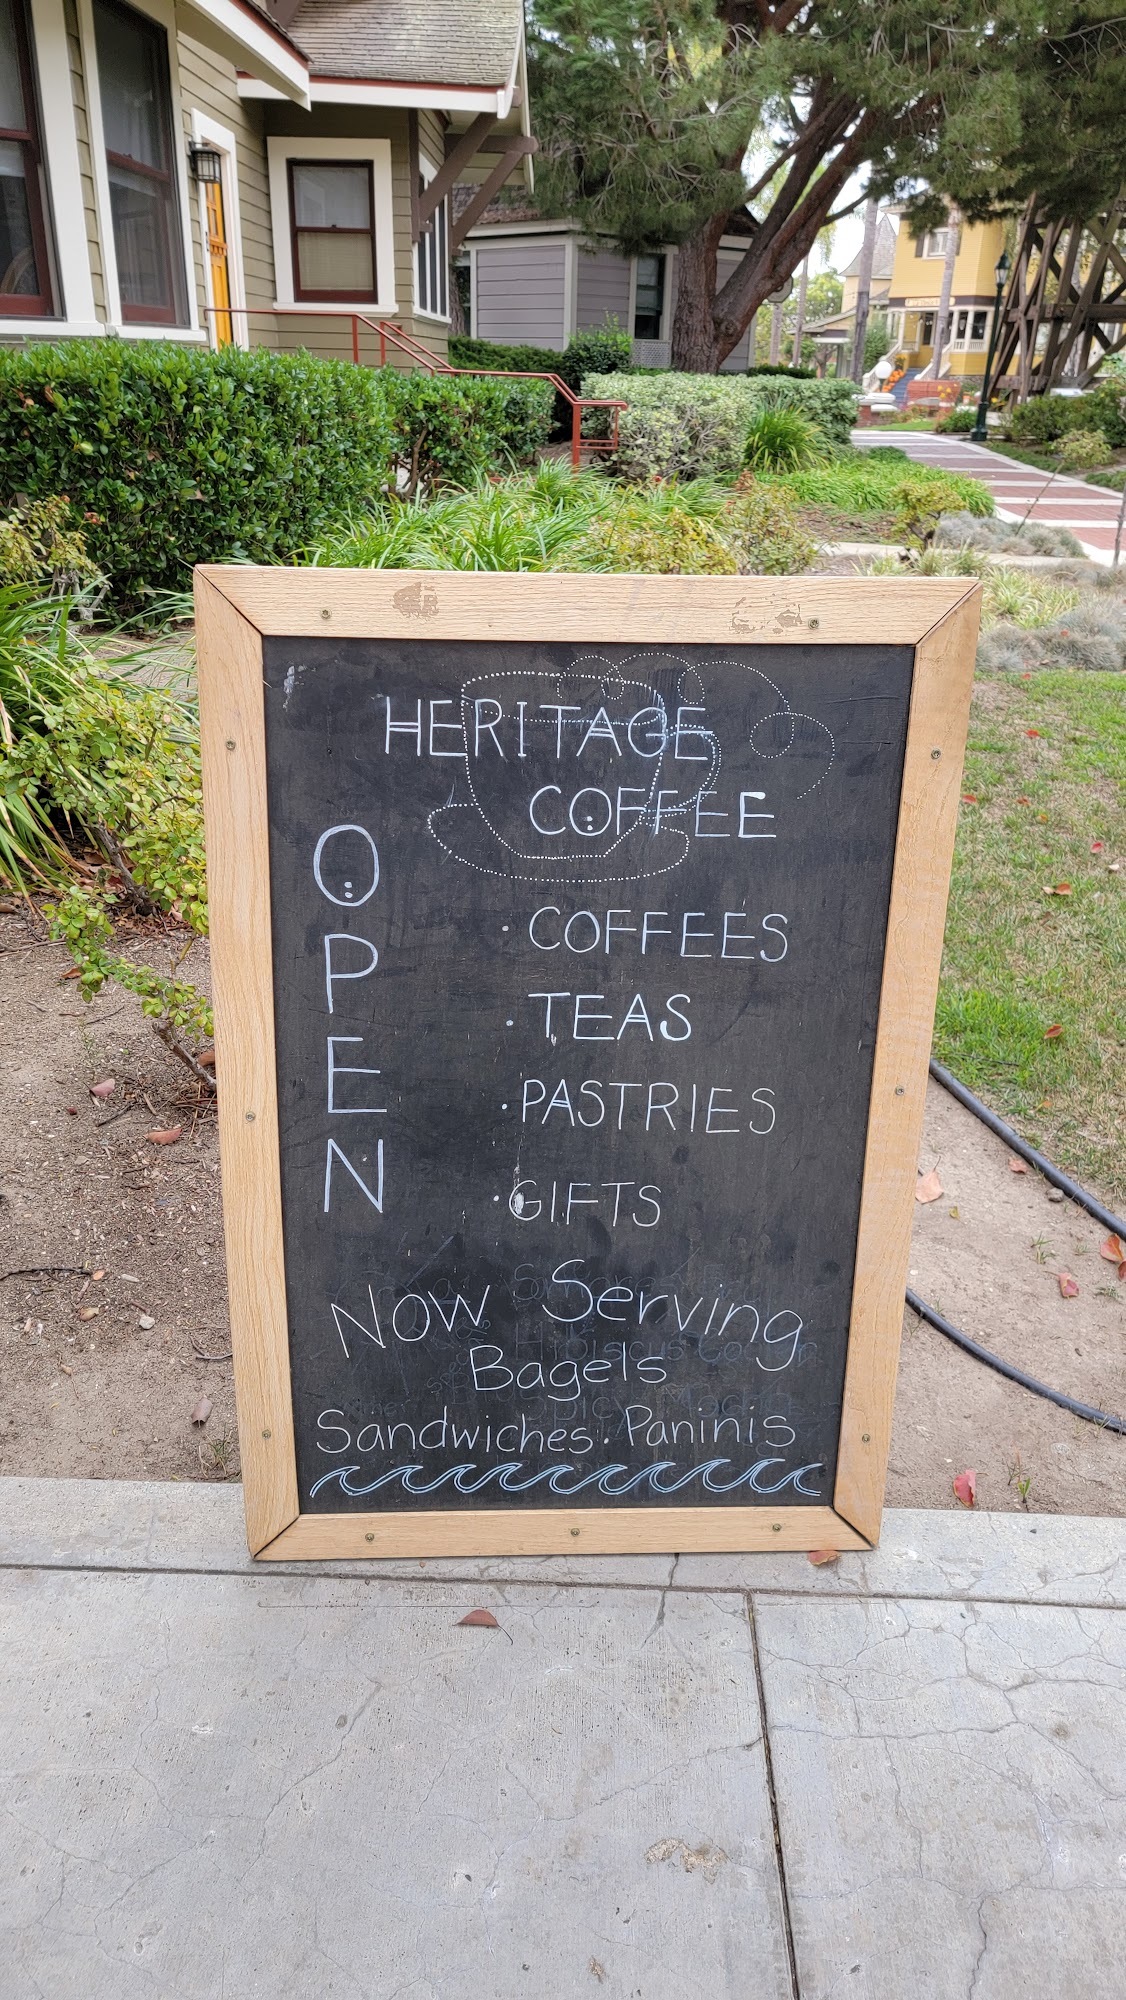 HERITAGE
COFFEE
OPEN
· COFFEES
· TEAS
· PASTRIES
· GIFTS
Now Serving
Bagels
Sandwiches · Paninis